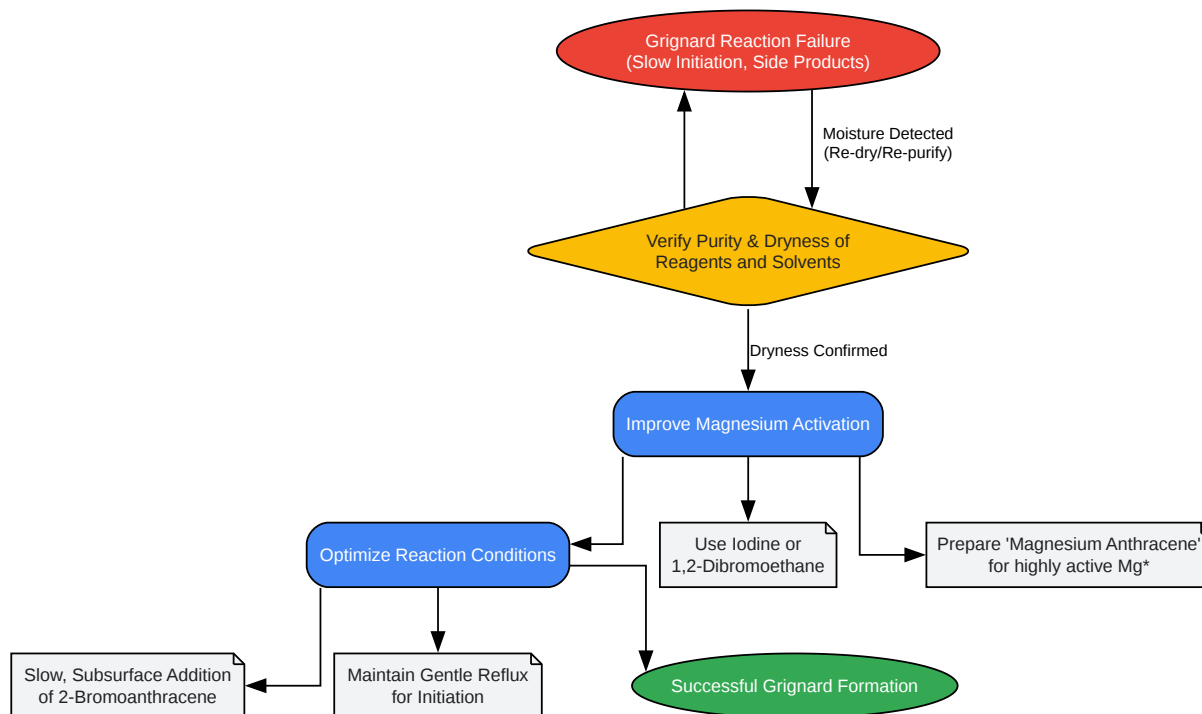 Grignard Reaction Failure
(Slow Initiation, Side Products)
Moisture Detected
(Re-dry/Re-purify)
Verify Purity & Dryness of
Reagents and Solvents
Dryness Confirmed
Improve Magnesium Activation
Optimize Reaction Conditions
Use Iodine or
1,2-Dibromoethane
Prepare 'Magnesium Anthracene'
for highly active Mg*
Slow, Subsurface Addition
of 2-Bromoanthracene
Maintain Gentle Reflux
for Initiation
Successful Grignard Formation